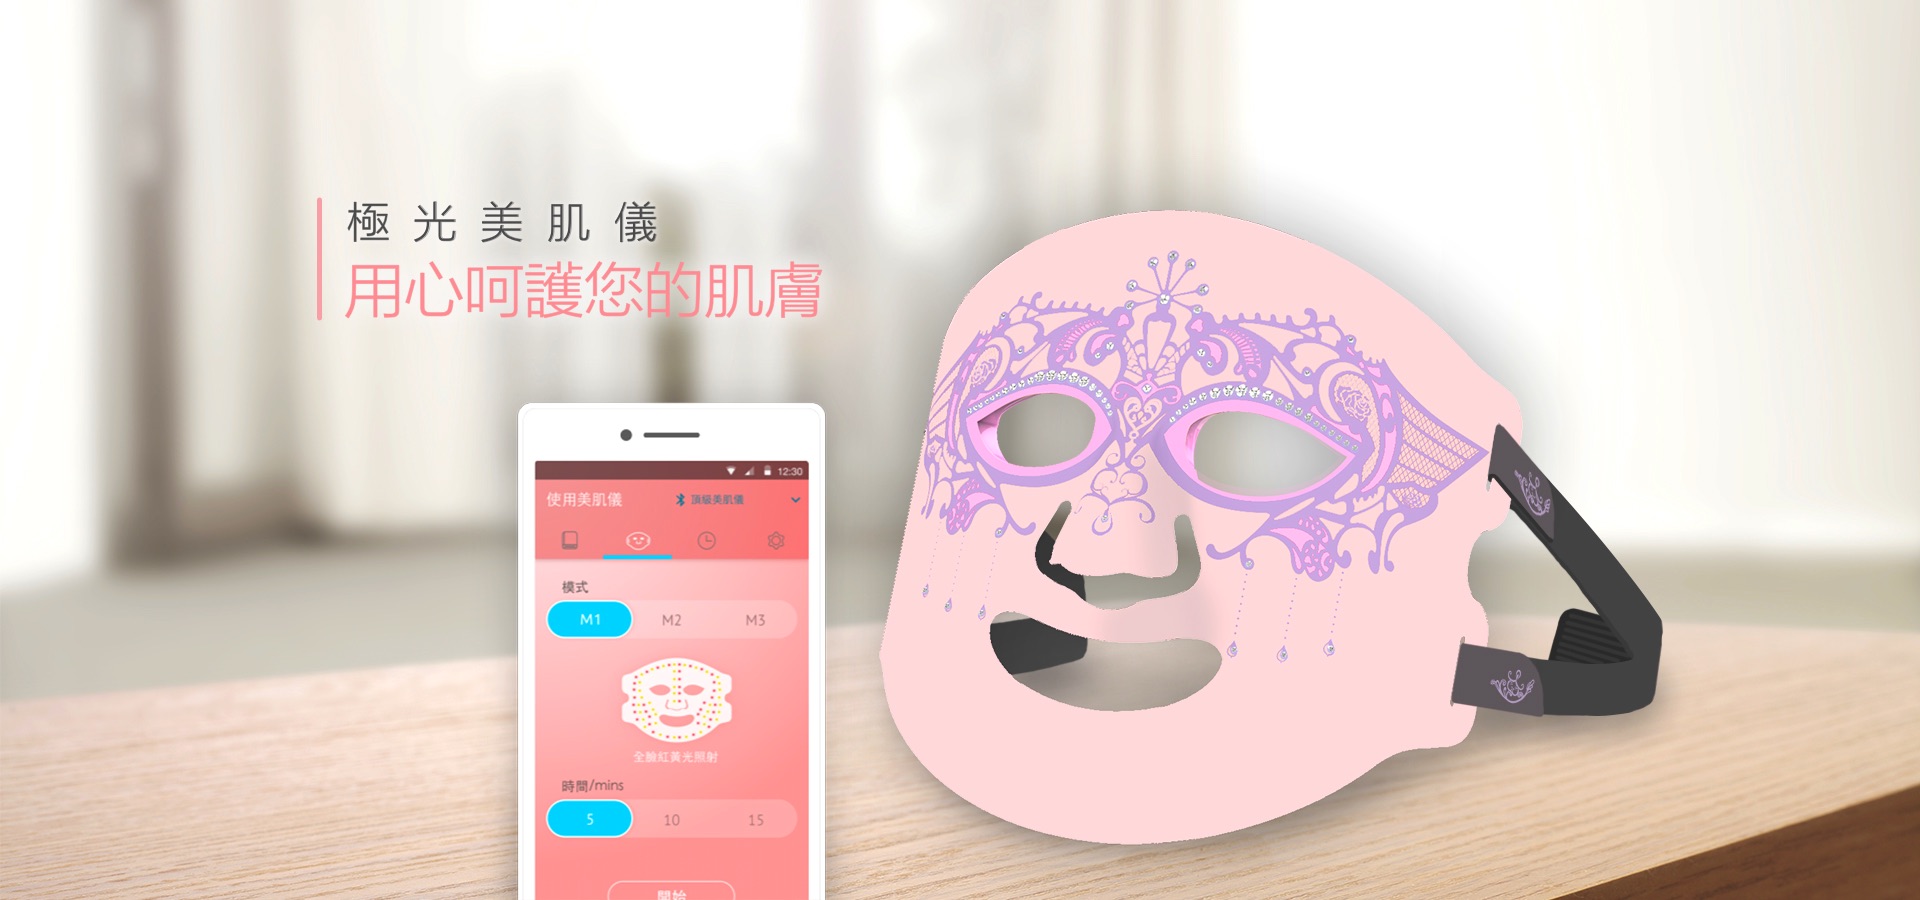 極光美肌儀
用心呵護您的肌膚
12:30
使用美肌儀 頂級美肌儀
模式
M1 M2 M3
全臉紅黃光照射
時間/mins
5 10 15
開始